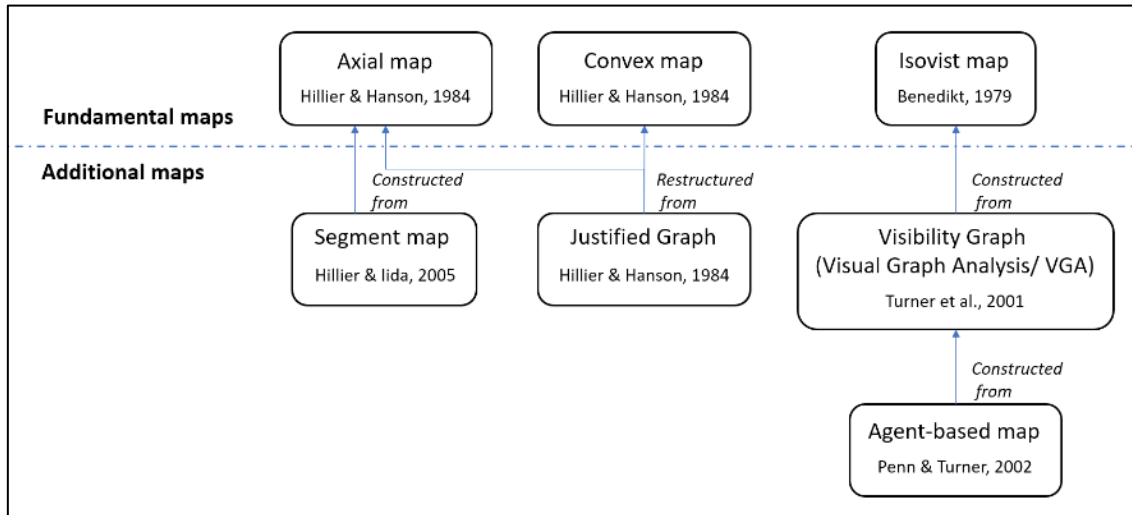 Axial map
Hillier & Hanson, 1984
Convex map
Hillier & Hanson, 1984
Isovist map
Benedikt, 1979
Fundamental maps
Additional maps
Constructed
from
Restructured
from
Constructed
from
Segment map
Hillier & Iida, 2005
Justified Graph
Hillier & Hanson, 1984
Visibility Graph
(Visual Graph Analysis/ VGA)
Turner et al., 2001
Constructed
from
Agent-based map
Penn & Turner, 2002